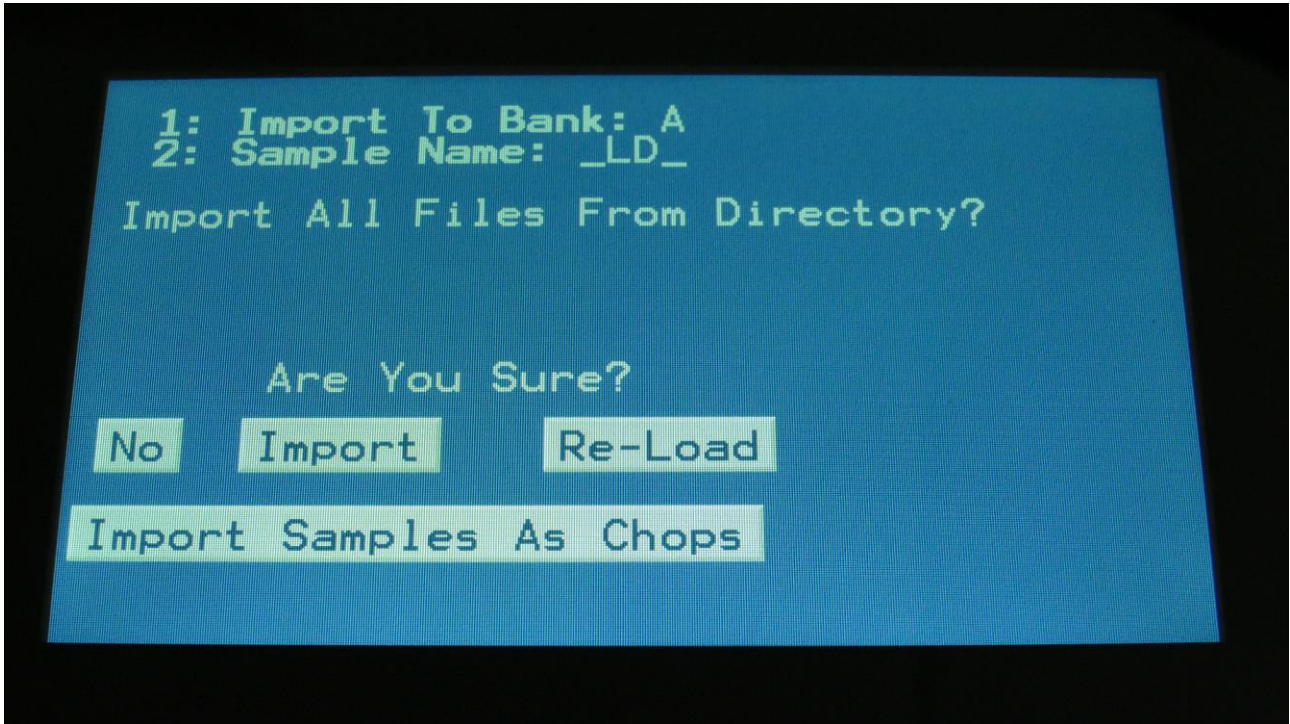 1: Import To Bank: A
2: Sample Name: _LD_
Import All Files From Directory?
Are You Sure?
No Import Re-Load
Import Samples As Chops